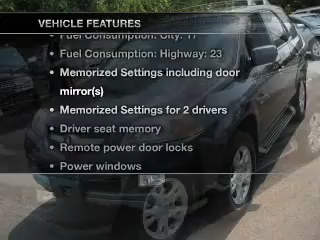 VEHICLE FEATURES
• Fuel Consumption: City: 17
• Fuel Consumption: Highway: 23
• Memorized Settings including door
mirror(s)
• Memorized Settings for 2 drivers
• Driver seat memory
• Remote power door locks
• Power windows